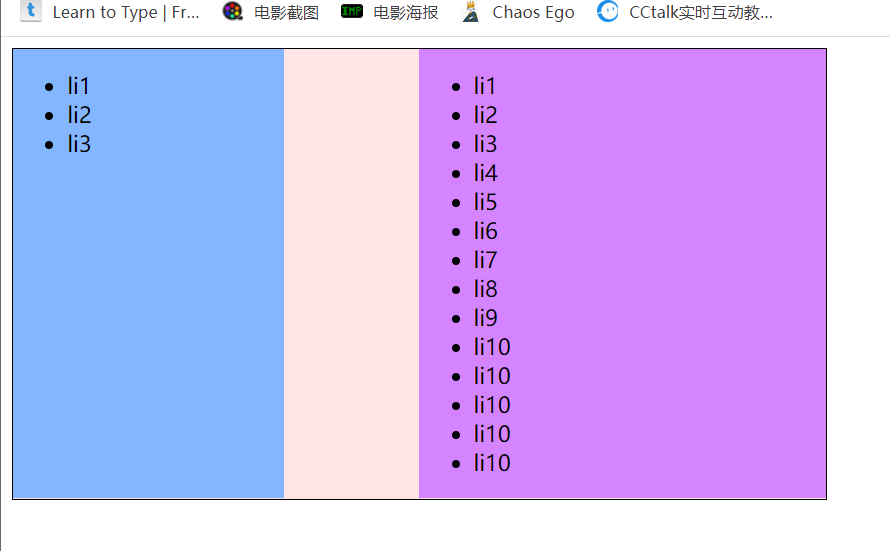 Learn to Type | Fr... 电影截图 IMP 电影海报 Chaos Ego CCtalk实时互动教...
li1
li2
li3
li1
li2
li3
li4
li5
li6
li7
li8
li9
li10
li10
li10
li10
li10